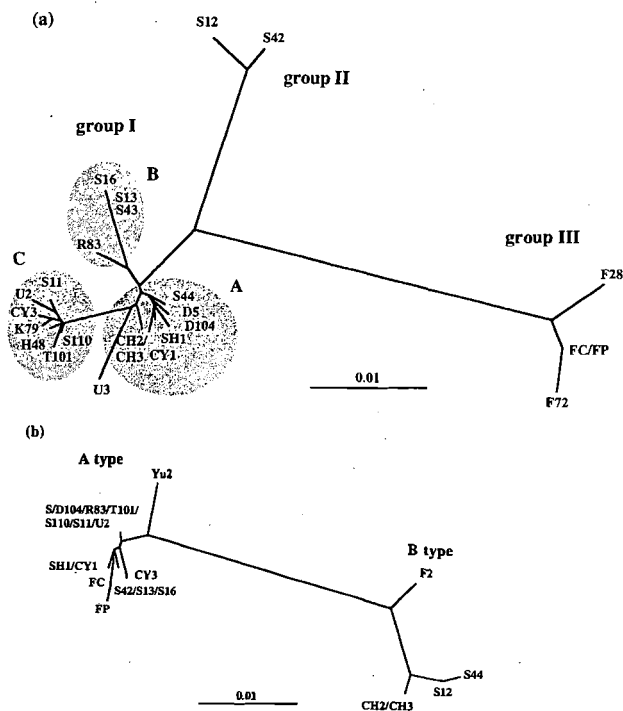 (a)
S12
S42
group II
group I
B
S16
S13
S43
R83
group III
C
A
F28
S11
U2
CY3
K79
H48
T101
S110
S44
D5
D104
SH1
CH2/
CH3
CY1
U3
FC/FP
F72
0.01
(b)
A type
Yu2
S/D104/R83/T101/
S110/S11/U2
B type
F2
SH1/CY1
FC
FP
CY3
S42/S13/S16
S44
S12
CH2/CH3
0.01